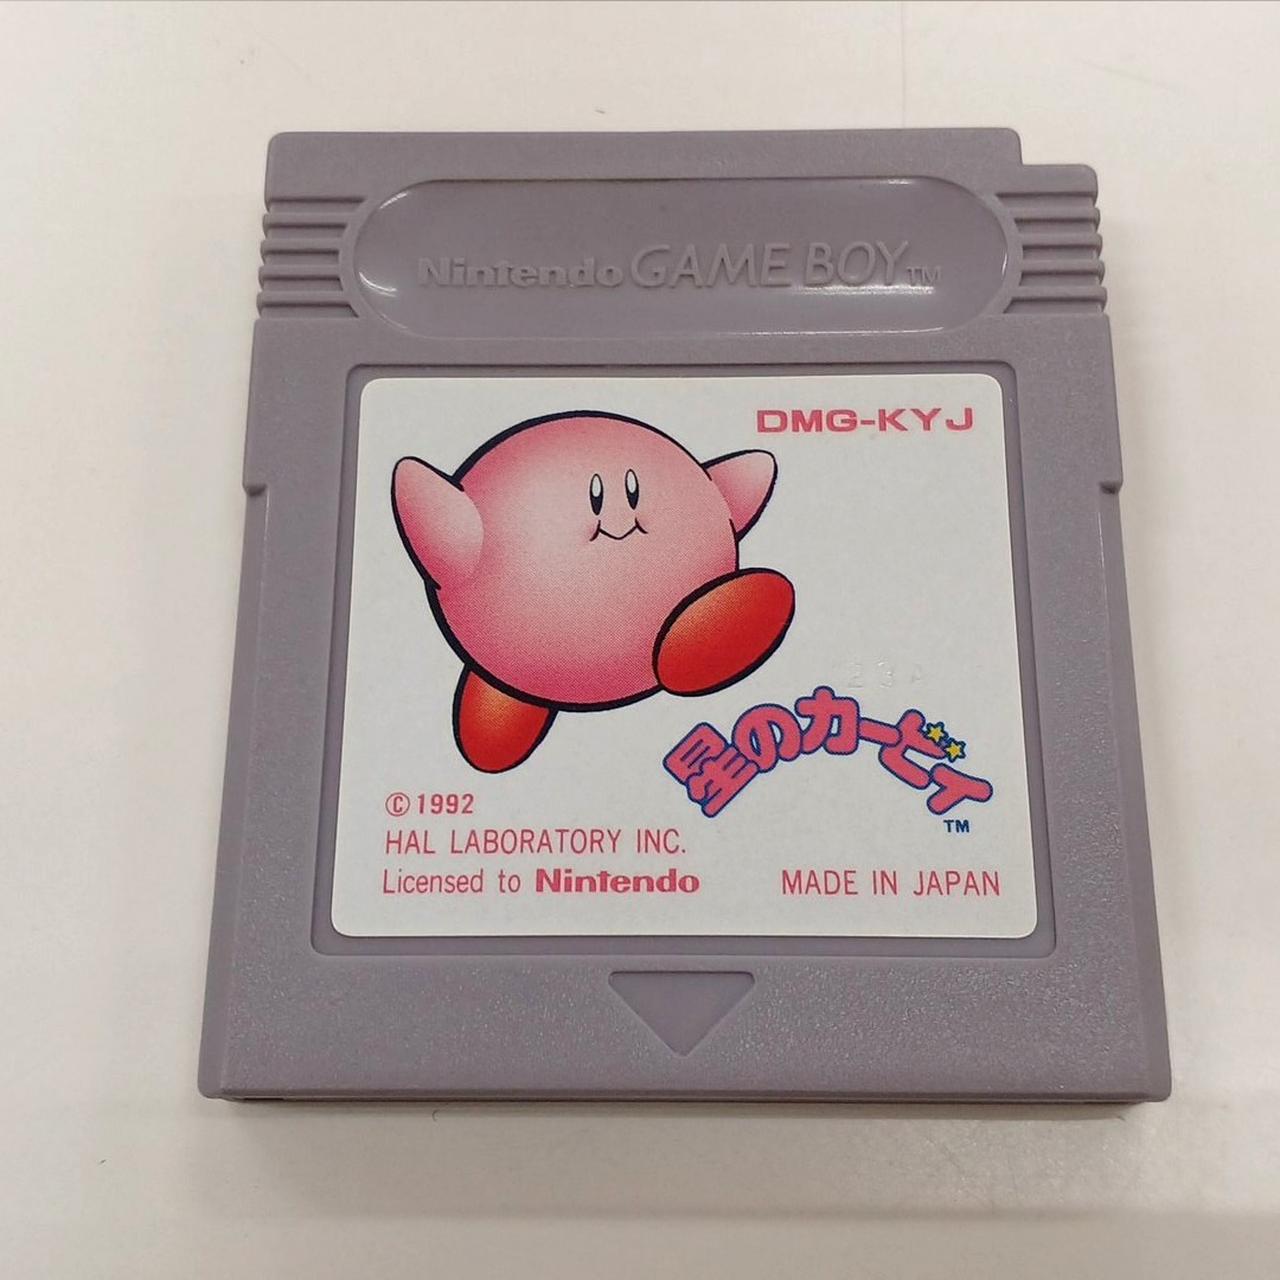 Nintendo GAME BOY™
DMG-KYJ
23A
星のカービィ
™
©1992
HAL LABORATORY INC.
Licensed to Nintendo
MADE IN JAPAN